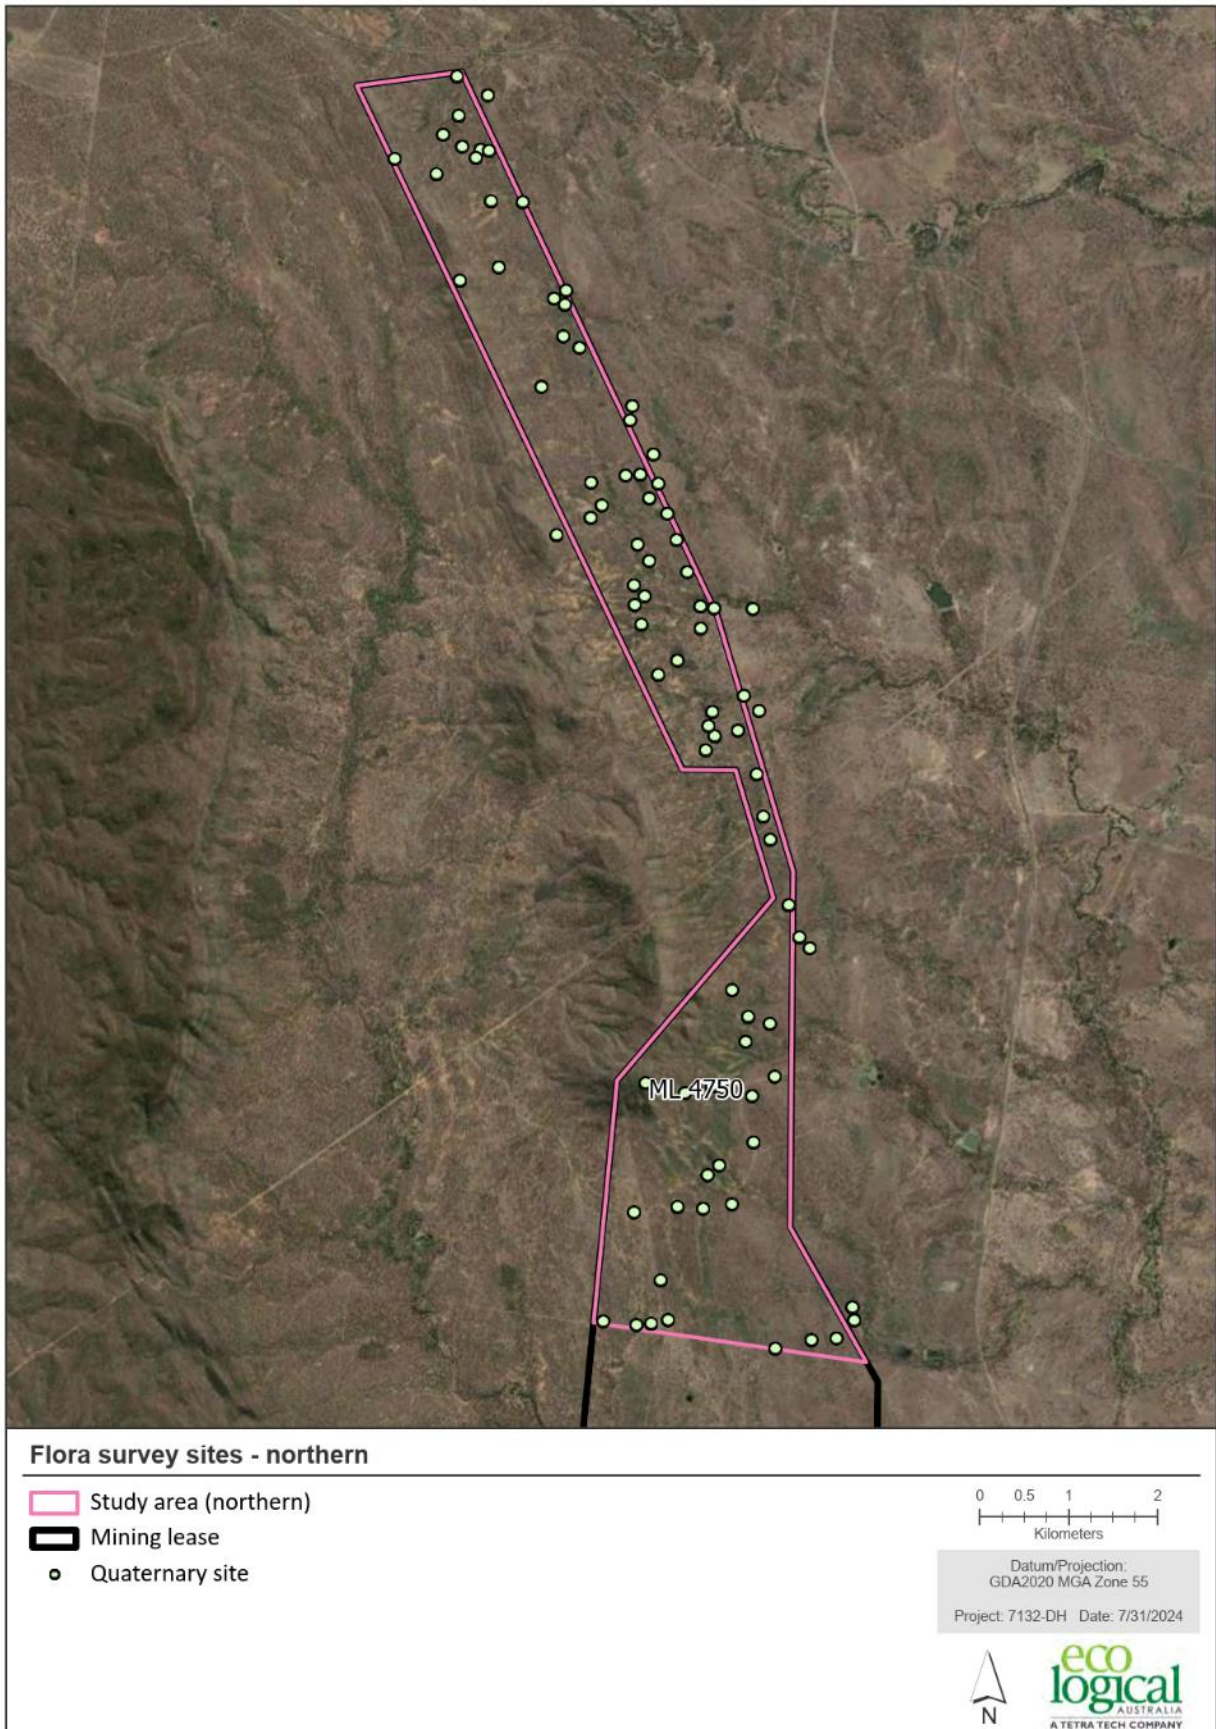 ML 4750
Flora survey sites - northern
Study area (northern)
Mining lease
Quaternary site
0 0.5 1 2
Kilometers
Datum/Projection:
GDA2020 MGA Zone 55
Project: 7132-DH Date: 7/31/2024
N
eco
logical
AUSTRALIA
A TETRA TECH COMPANY